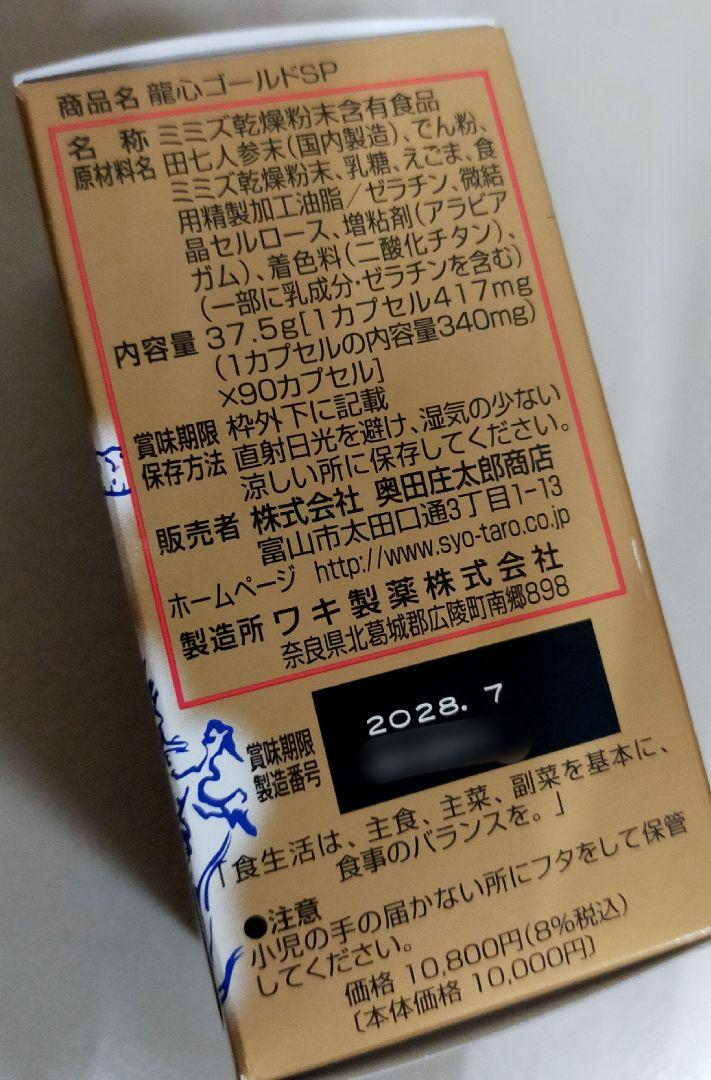 商品名 龍心ゴールドSP
名 称 ミミズ乾燥粉末含有食品
原材料名 田七人参末(国内製造)、でん粉、
ミミズ乾燥粉末、乳糖、えごま、食
用精製加工油脂/ゼラチン、微結
晶セルロース、増粘剤(アラビア
ガム)、着色料(二酸化チタン)、
(一部に乳成分・ゼラチンを含む)
内容量 37.5g[1カプセル417mg
(1カプセルの内容量340mg)
×90カプセル]
賞味期限 枠外下に記載
保存方法 直射日光を避け、湿気の少ない
涼しい所に保存してください。
販売者 株式会社 奥田庄太郎商店
富山市太田口通3丁目1-13
ホームページ http://www.syo-taro.co.jp
製造所 ワキ製薬株式会社
奈良県北葛城郡広陵町南郷898
賞味期限 2028. 7
製造番号
「食生活は、主食、主菜、副菜を基本に、
食事のバランスを。」
●注意
小児の手の届かない所にフタをして保管
してください。
価格 10,800円(8%税込)
[本体価格 10,000円]